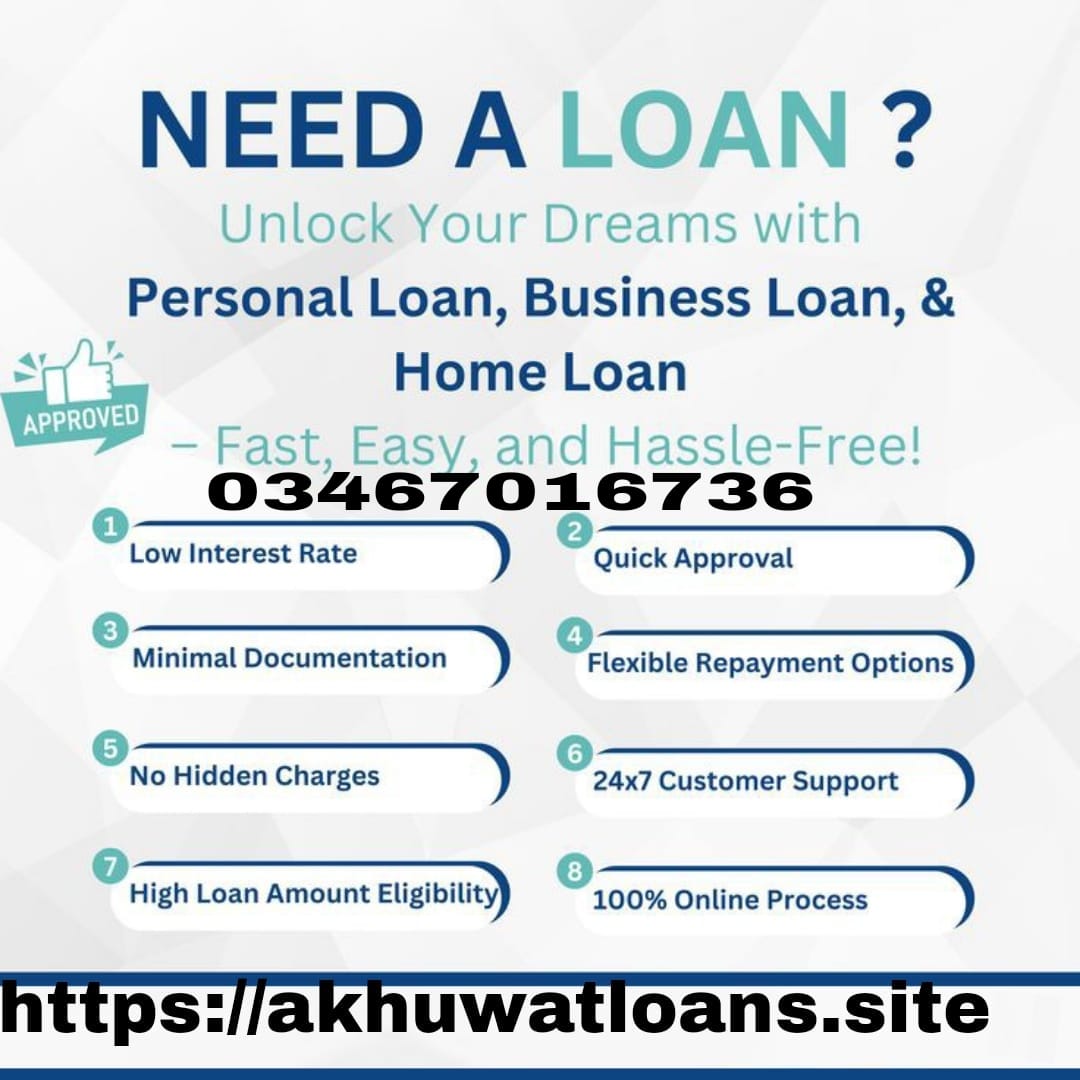 NEED A LOAN ?
Unlock Your Dreams with
Personal Loan, Business Loan, &
Home Loan
APPROVED
– Fast, Easy, and Hassle-Free!
03467016736
1
Low Interest Rate
2
Quick Approval
3
Minimal Documentation
4
Flexible Repayment Options
5
No Hidden Charges
6
24x7 Customer Support
7
High Loan Amount Eligibility
8
100% Online Process
https://akhuwatloans.site